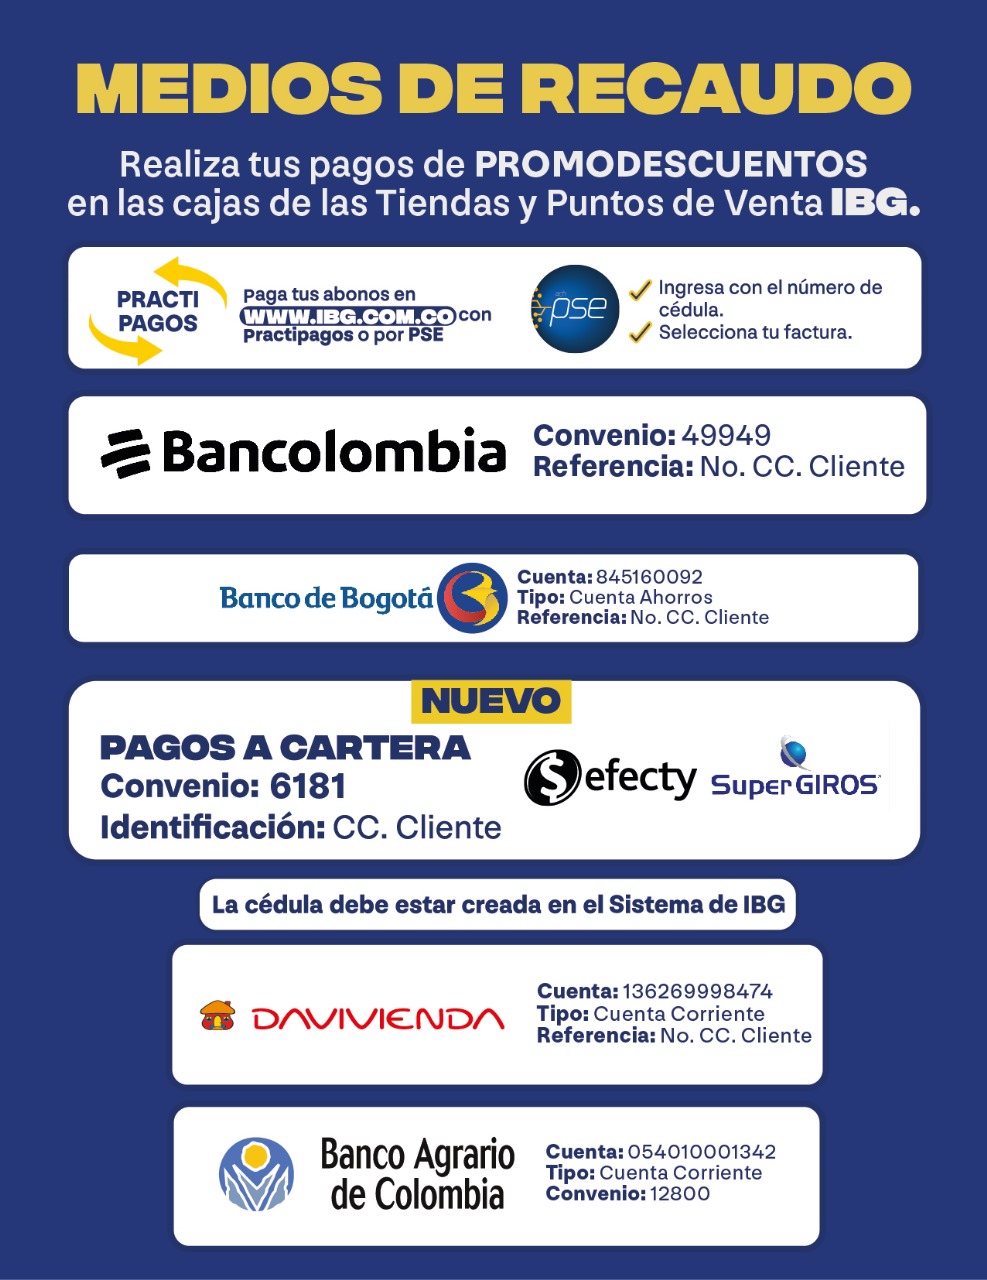 MEDIOS DE RECAUDO
Realiza tus pagos de PROMODESCUENTOS
en las cajas de las Tiendas y Puntos de Venta IBG.
PRACTI
PAGOS
Paga tus abonos en
WWW.IBG.COM.CO con
Practipagos o por PSE
ach
pse
Ingresa con el número de
cédula.
Selecciona tu factura.
Bancolombia
Convenio: 49949
Referencia: No. CC. Cliente
Banco de Bogotá
Cuenta: 845160092
Tipo: Cuenta Ahorros
Referencia: No. CC. Cliente
NUEVO
PAGOS A CARTERA
Convenio: 6181
Identificación: CC. Cliente
Sefecty
SuperGIROS
La cédula debe estar creada en el Sistema de IBG
DAVIVIENDA
Cuenta: 136269998474
Tipo: Cuenta Corriente
Referencia: No. CC. Cliente
Banco Agrario
de Colombia
Cuenta: 054010001342
Tipo: Cuenta Corriente
Convenio: 12800